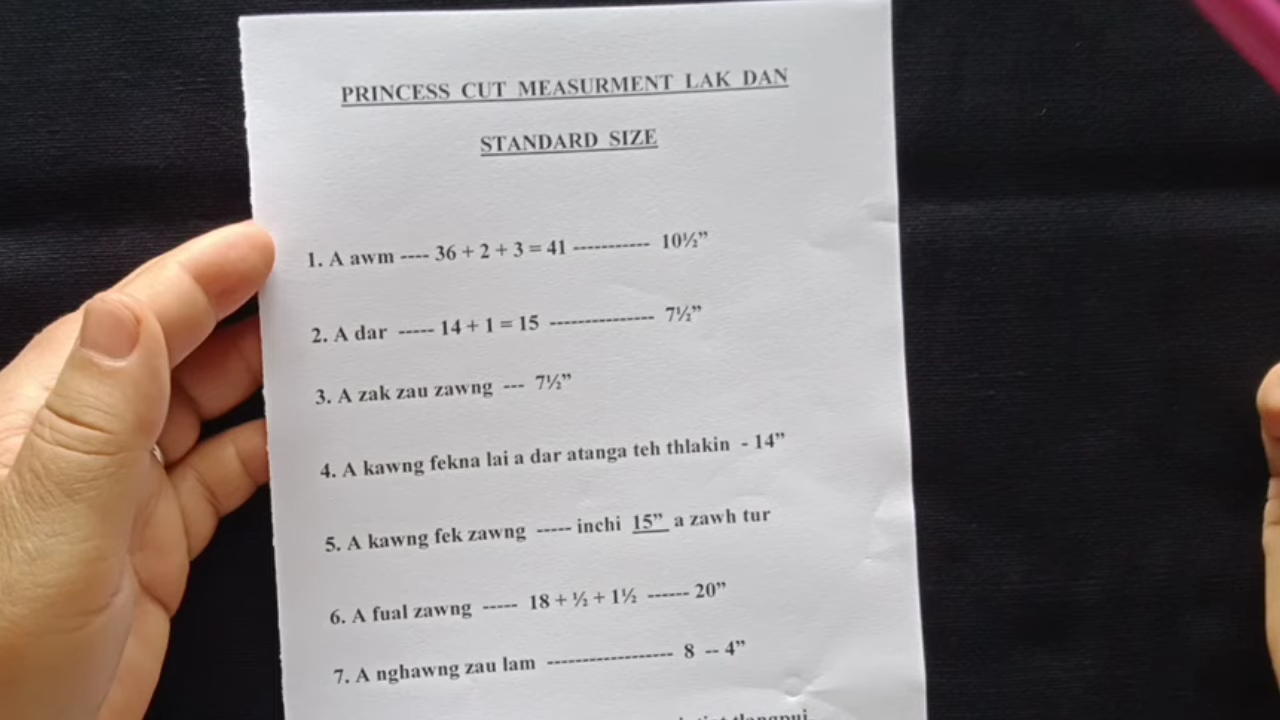 PRINCESS CUT MEASURMENT LAK DAN
STANDARD SIZE
1. A awm ---- 36 + 2 + 3 = 41 ----------- 10½”
2. A dar ----- 14 + 1 = 15 --------------- 7½”
3. A zak zau zawng --- 7½”
4. A kawng fekna lai a dar atanga teh thlakin - 14”
5. A kawng fek zawng ----- inchi 15” a zawh tur
6. A fual zawng ----- 18 + ½ + 1½ ------ 20”
7. A nghawng zau lam ------------------ 8 -- 4”